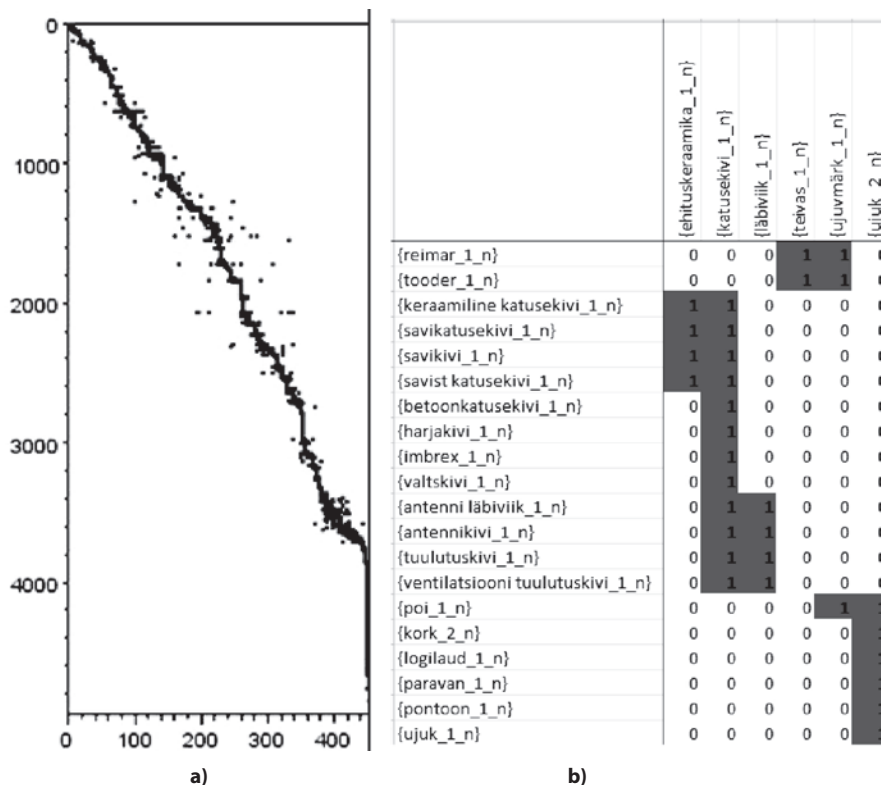 0
1000
2000
3000
4000
0 100 200 300 400
a)
{ehituskeraamika_1_n}
{katusekivi_1_n}
{läbiviik_1_n}
{teivas_1_n}
{ujuvmärk_1_n}
{ujuk_2_n}
{reimar_1_n} 0 0 0 1 1
{tooder_1_n} 0 0 0 1 1
{keraamiline katusekivi_1_n} 1 1 0 0 0
{savikatusekivi_1_n} 1 1 0 0 0
{savikivi_1_n} 1 1 0 0 0
{savist katusekivi_1_n} 1 1 0 0 0
{betoonkatusekivi_1_n} 0 1 0 0 0
{harjakivi_1_n} 0 1 0 0 0
{imbrex_1_n} 0 1 0 0 0
{valtskivi_1_n} 0 1 0 0 0
{antenni läbiviik_1_n} 0 1 1 0 0
{antennikivi_1_n} 0 1 1 0 0
{tuulutuskivi_1_n} 0 1 1 0 0
{ventilatsiooni tuulutuskivi_1_n} 0 1 1 0 0
{poi_1_n} 0 0 0 0 1
{kork_2_n} 0 0 0 0 0
{logilaud_1_n} 0 0 0 0 0
{paravan_1_n} 0 0 0 0 0
{pontoon_1_n} 0 0 0 0 0
{ujuk_1_n} 0 0 0 0 0
b)